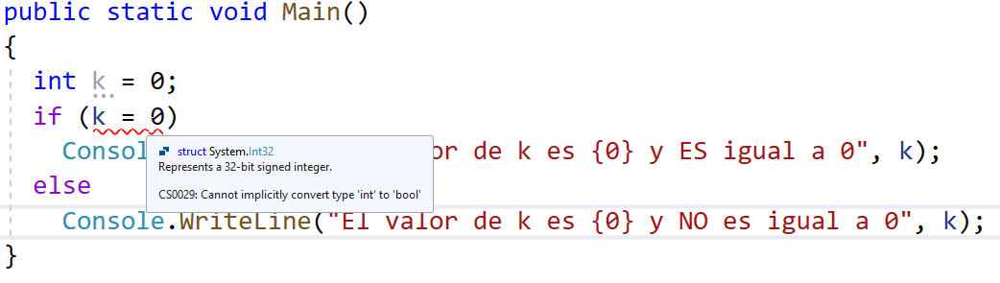 public static void Main()
{
int k = 0;
if (k = 0)
struct System.Int32
Consol or de k es {0} y ES igual a 0", k);
Represents a 32-bit signed integer.
else
CS0029: Cannot implicitly convert type 'int' to 'bool'
Console.WriteLine("El valor de k es {0} y NO es igual a 0", k);
}